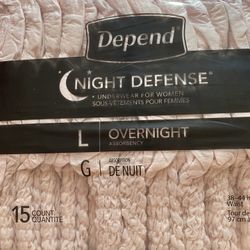 Depend
NIGHT DEFENSE®
• UNDERWEAR FOR WOMEN
SOUS-VÊTEMENTS POUR FEMMES
L OVERNIGHT
ABSORBENCY
G ABSORPTION
DE NUIT
15 COUNT
QUANTITÉ
38-44 in
Waist
Tour de
97 cm